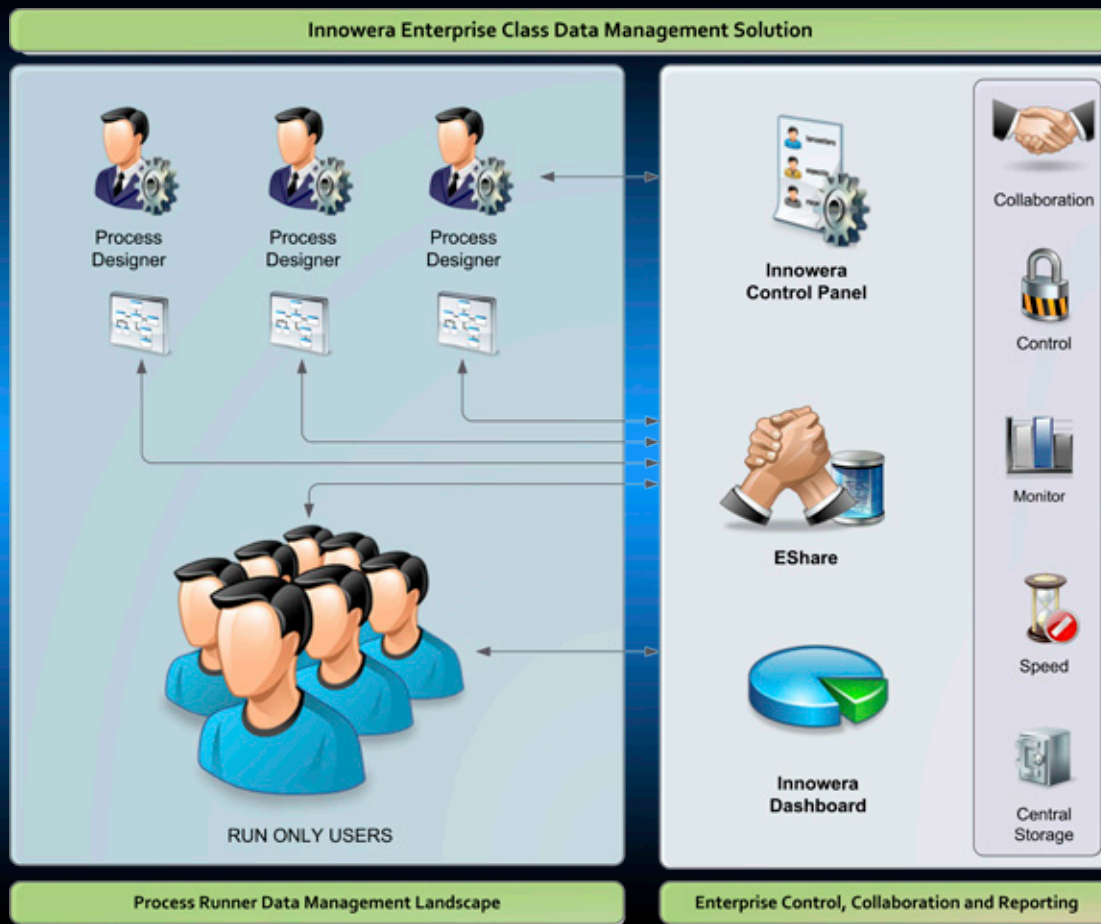 Innowera Enterprise Class Data Management Solution
Process
Designer
Process
Designer
Process
Designer
RUN ONLY USERS
Process Runner Data Management Landscape
Innowera
Control Panel
EShare
Innowera
Dashboard
Collaboration
Control
Monitor
Speed
Central
Storage
Enterprise Control, Collaboration and Reporting